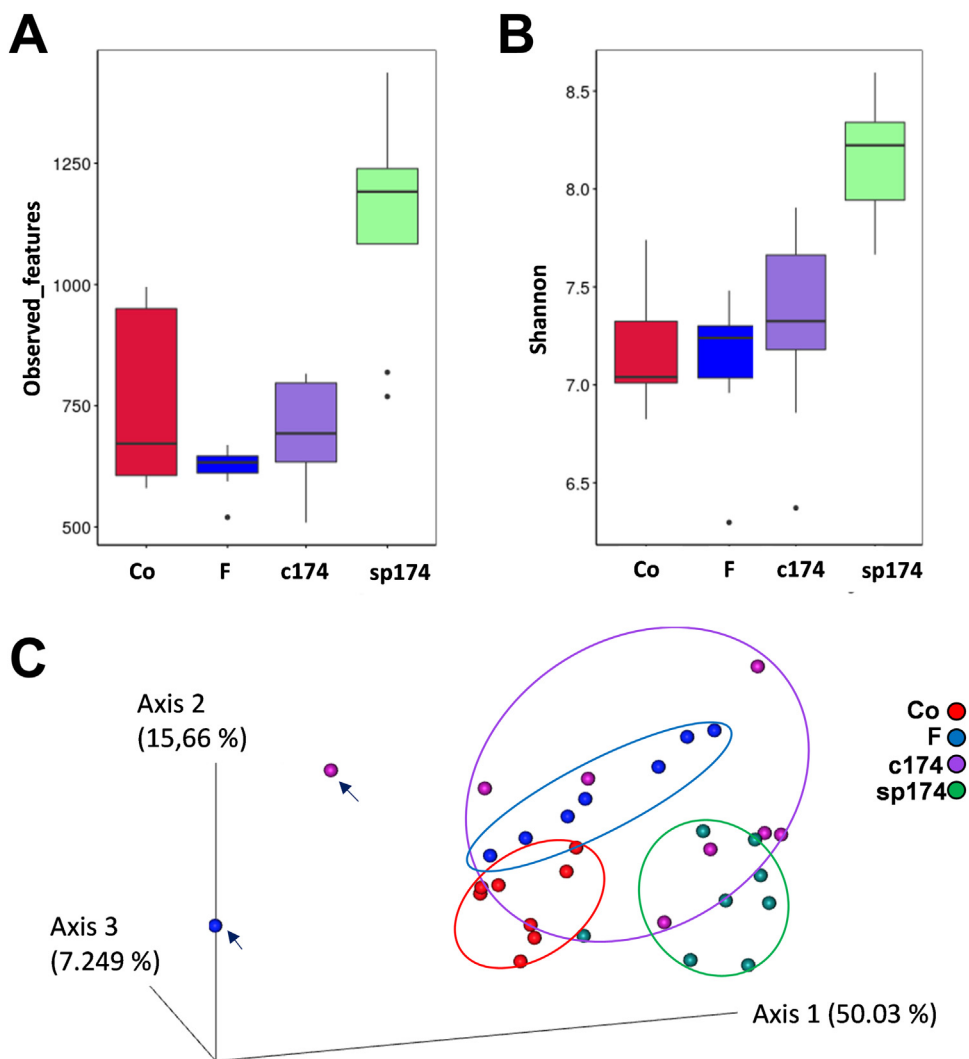 A
B
Observed_features
1250
1000
750
500
Co F c174 sp174
Shannon
8.5
8.0
7.5
7.0
6.5
Co F c174 sp174
C
Axis 2
(15,66 %)
Axis 3
(7.249 %)
Axis 1 (50.03 %)
Co
F
c174
sp174